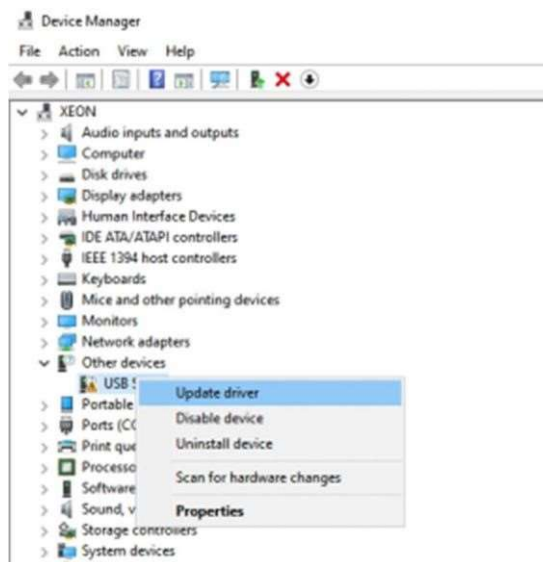 Device Manager
File Action View Help
XEON
Audio inputs and outputs
Computer
Disk drives
Display adapters
Human Interface Devices
IDE ATA/ATAPI controllers
IEEE 1394 host controllers
Keyboards
Mice and other pointing devices
Monitors
Network adapters
Other devices
USB
Update driver
Portable
Disable device
Ports
Print
Uninstall device
Scan for hardware changes
Software
Sound,
Properties
Storage controllers
System devices